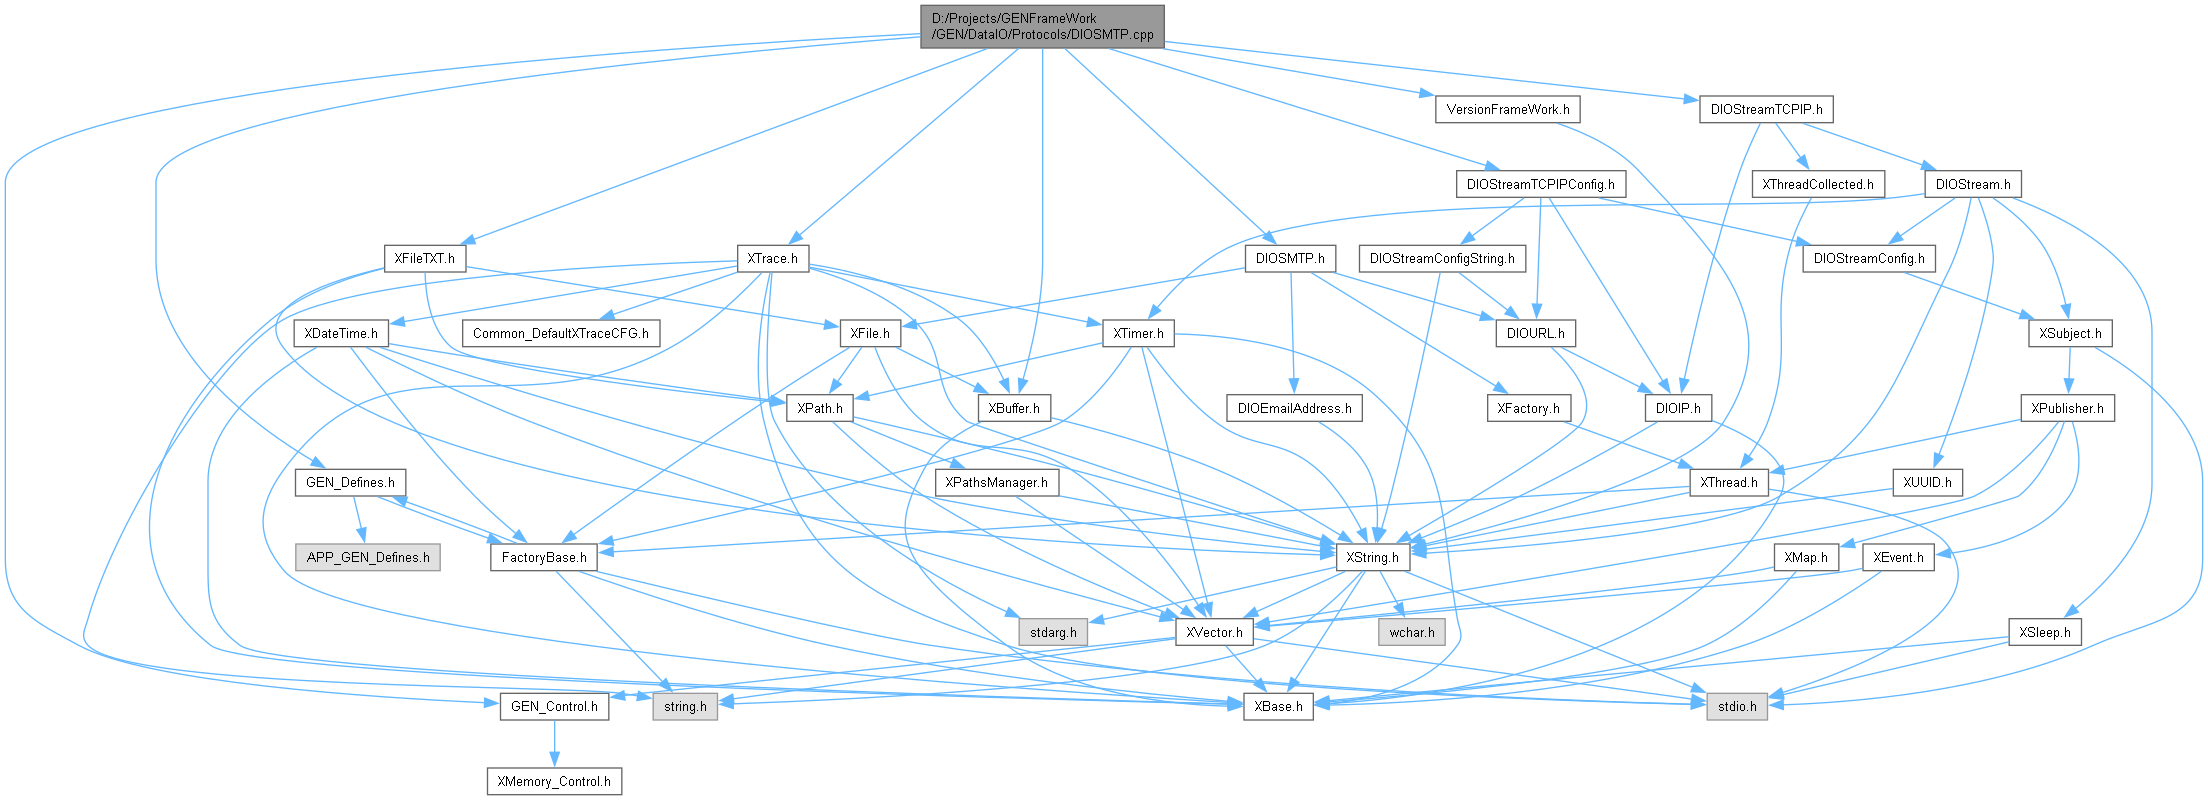 D:/Projects/GENFrameWork
/GEN/DataIO/Protocols/DIOSMTP.cpp
VersionFrameWork.h
DIOStreamTCPIP.h
DIOStreamTCPIPConfig.h
XThreadCollected.h
DIOStream.h
XFileTXT.h
XTrace.h
DIOSMTP.h
DIOStreamConfigString.h
DIOStreamConfig.h
XDateTime.h
Common_DefaultXTraceCFG.h
XFile.h
XTimer.h
DIOURL.h
XSubject.h
XPath.h
XBuffer.h
DIOEmailAddress.h
XFactory.h
DIOIP.h
XPublisher.h
GEN_Defines.h
XPathsManager.h
XThread.h
XUUID.h
APP_GEN_Defines.h
FactoryBase.h
XString.h
XMap.h
XEvent.h
stdarg.h
XVector.h
wchar.h
XSleep.h
GEN_Control.h
string.h
XBase.h
stdio.h
XMemory_Control.h